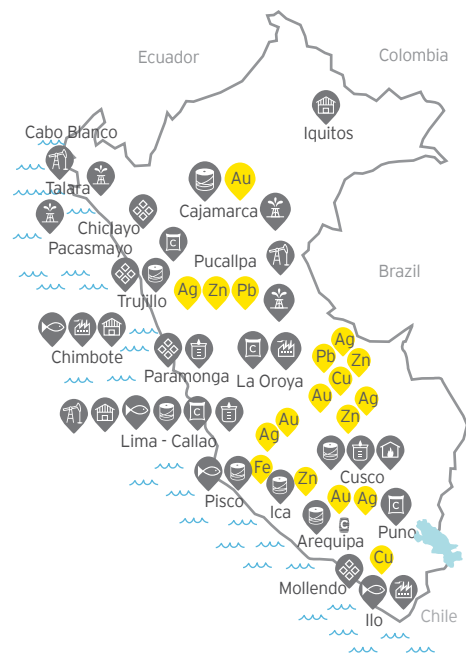 Ecuador
Colombia
Iquitos
Cabo Blanco
Talara
Au
Cajamarca
Chiclayo
Pacasmayo
C
Pucallpa
Brazil
Trujillo
Ag Zn Pb
Chimbote
Paramonga
C
La Oroya
Ag
Pb Zn
Cu
Au Ag
Zn
C
Lima - Callao
Au
Ag
Cusco
Fe
Pisco
Zn
Ica
Au Ag
C
Arequipa
C
Puno
Cu
Mollendo
Ilo
Chile